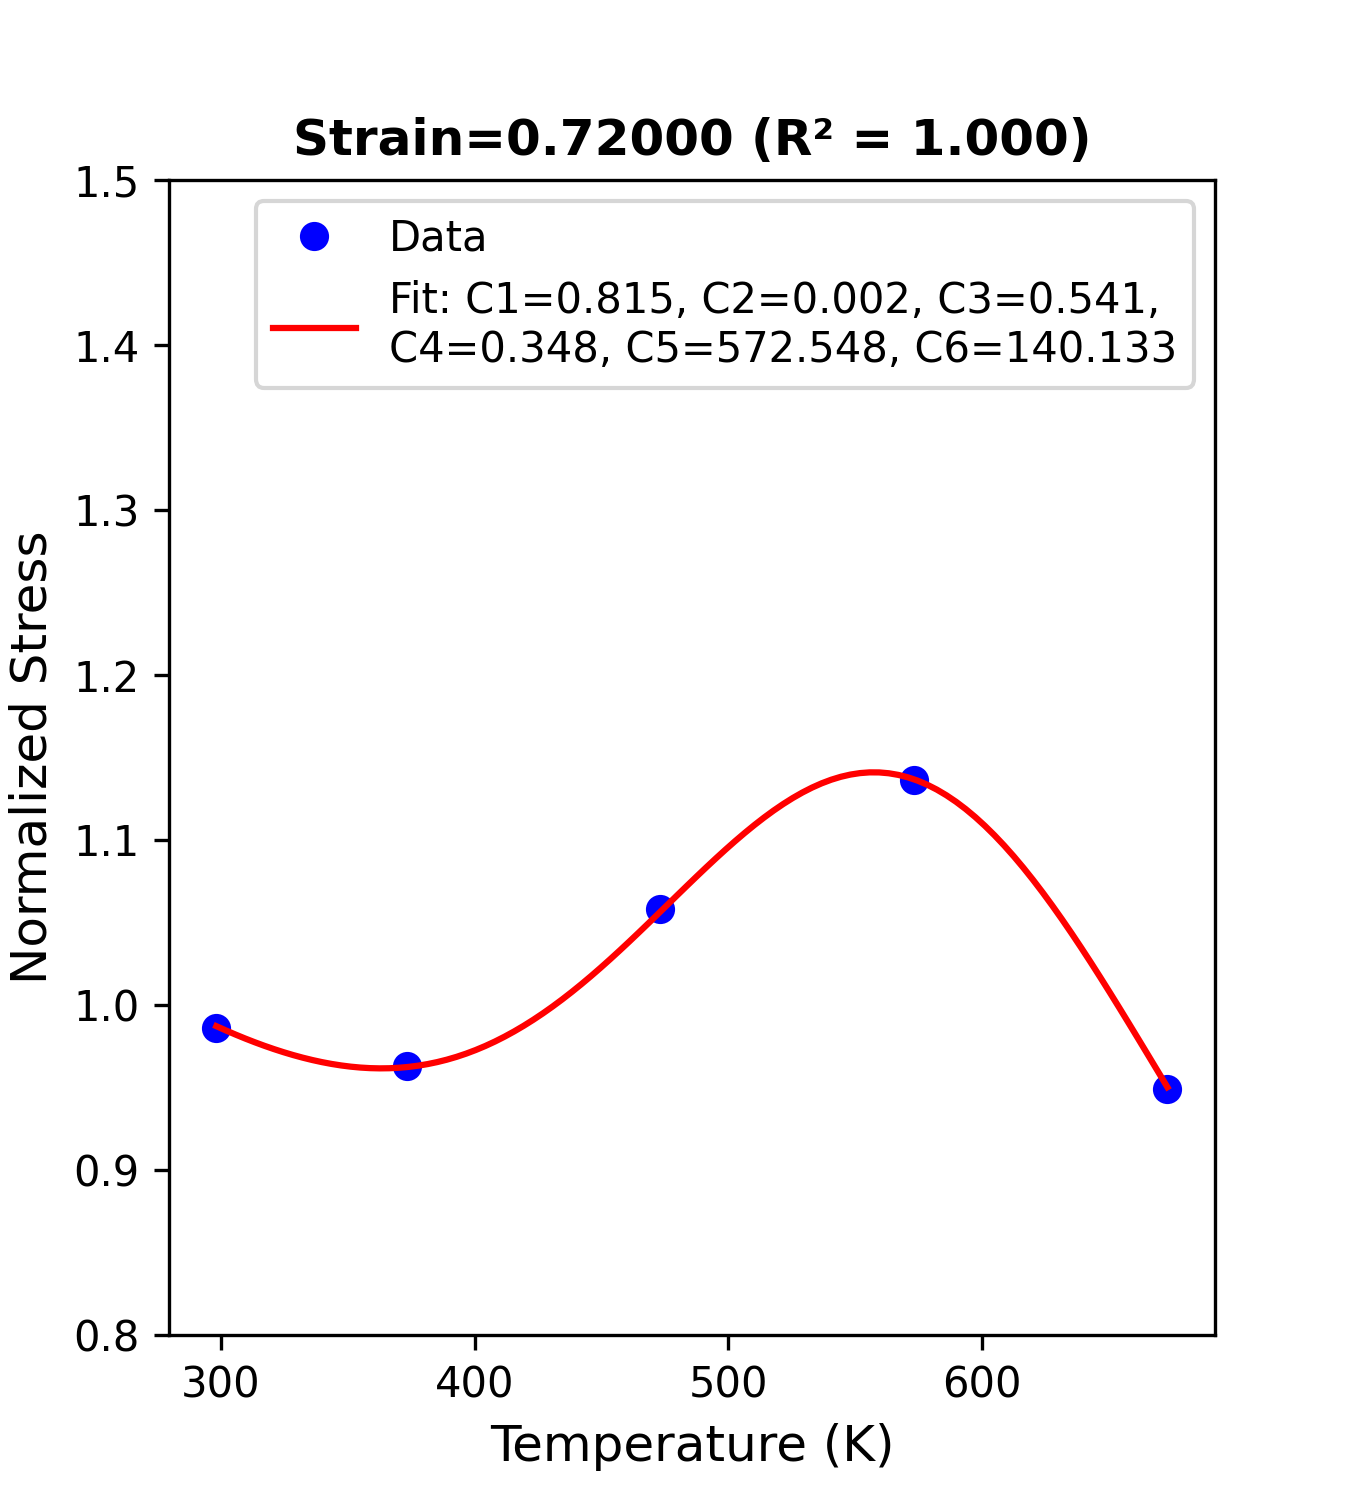 Strain=0.72000 (R² = 1.000)
1.5
1.4
1.3
1.2
1.1
1.0
0.9
0.8
Normalized Stress
Data
Fit: C1=0.815, C2=0.002, C3=0.541,
C4=0.348, C5=572.548, C6=140.133
300
400
500
600
Temperature (K)